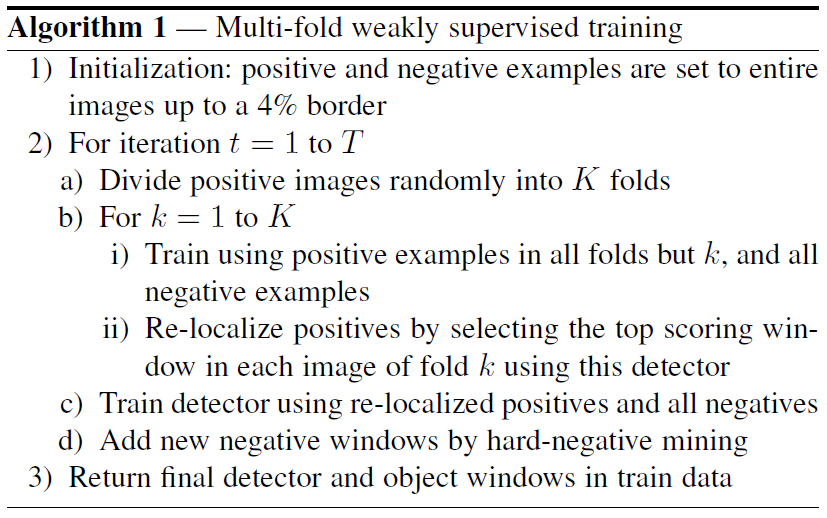 Algorithm 1 — Multi-fold weakly supervised training
1) Initialization: positive and negative examples are set to entire
images up to a 4% border
2) For iteration t = 1 to T
a) Divide positive images randomly into K folds
b) For k = 1 to K
i) Train using positive examples in all folds but k, and all
negative examples
ii) Re-localize positives by selecting the top scoring win-
dow in each image of fold k using this detector
c) Train detector using re-localized positives and all negatives
d) Add new negative windows by hard-negative mining
3) Return final detector and object windows in train data